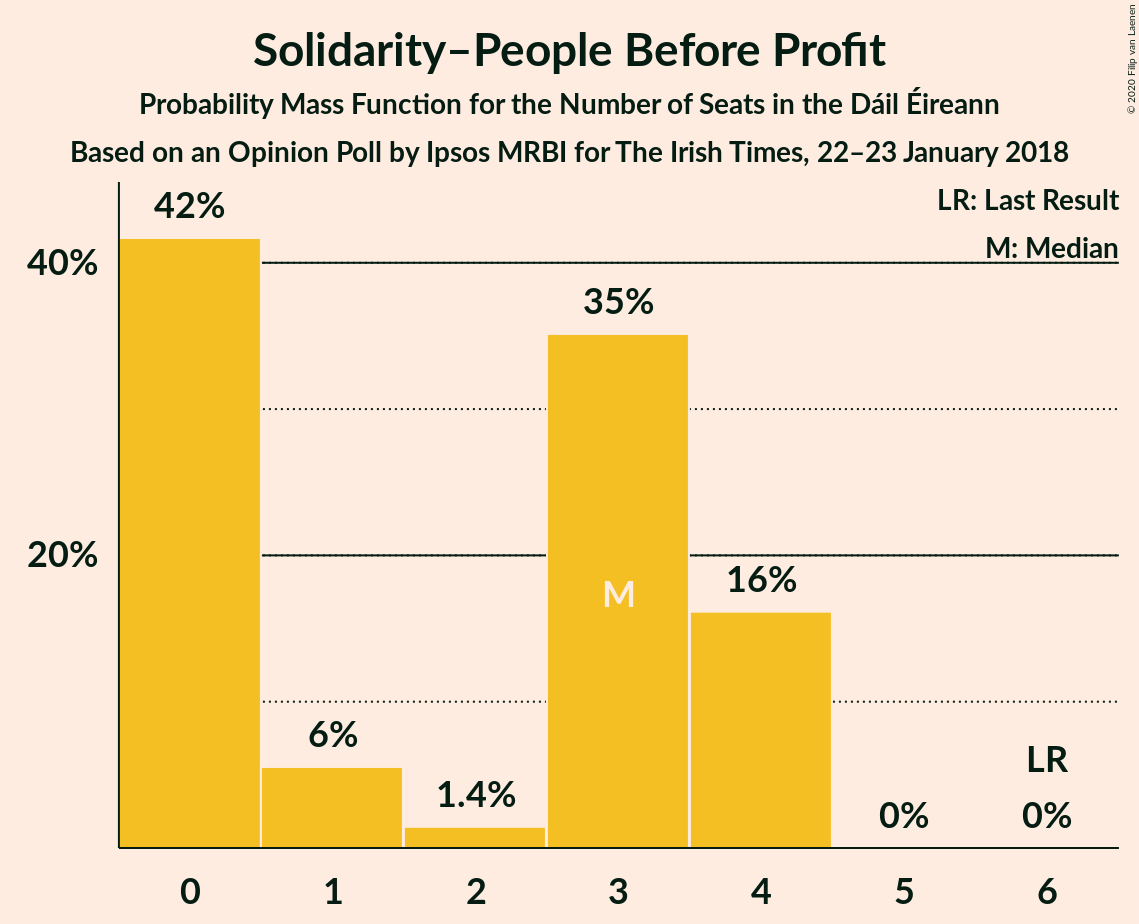 Solidarity–People Before Profit
Probability Mass Function for the Number of Seats in the Dáil Éireann
Based on an Opinion Poll by Ipsos MRBI for The Irish Times, 22–23 January 2018
© 2020 Filip van Laenen
LR: Last Result
M: Median
42%
40%
35%
20%
16%
M
6%
1.4%
LR
0%
0%
0 1 2 3 4 5 6